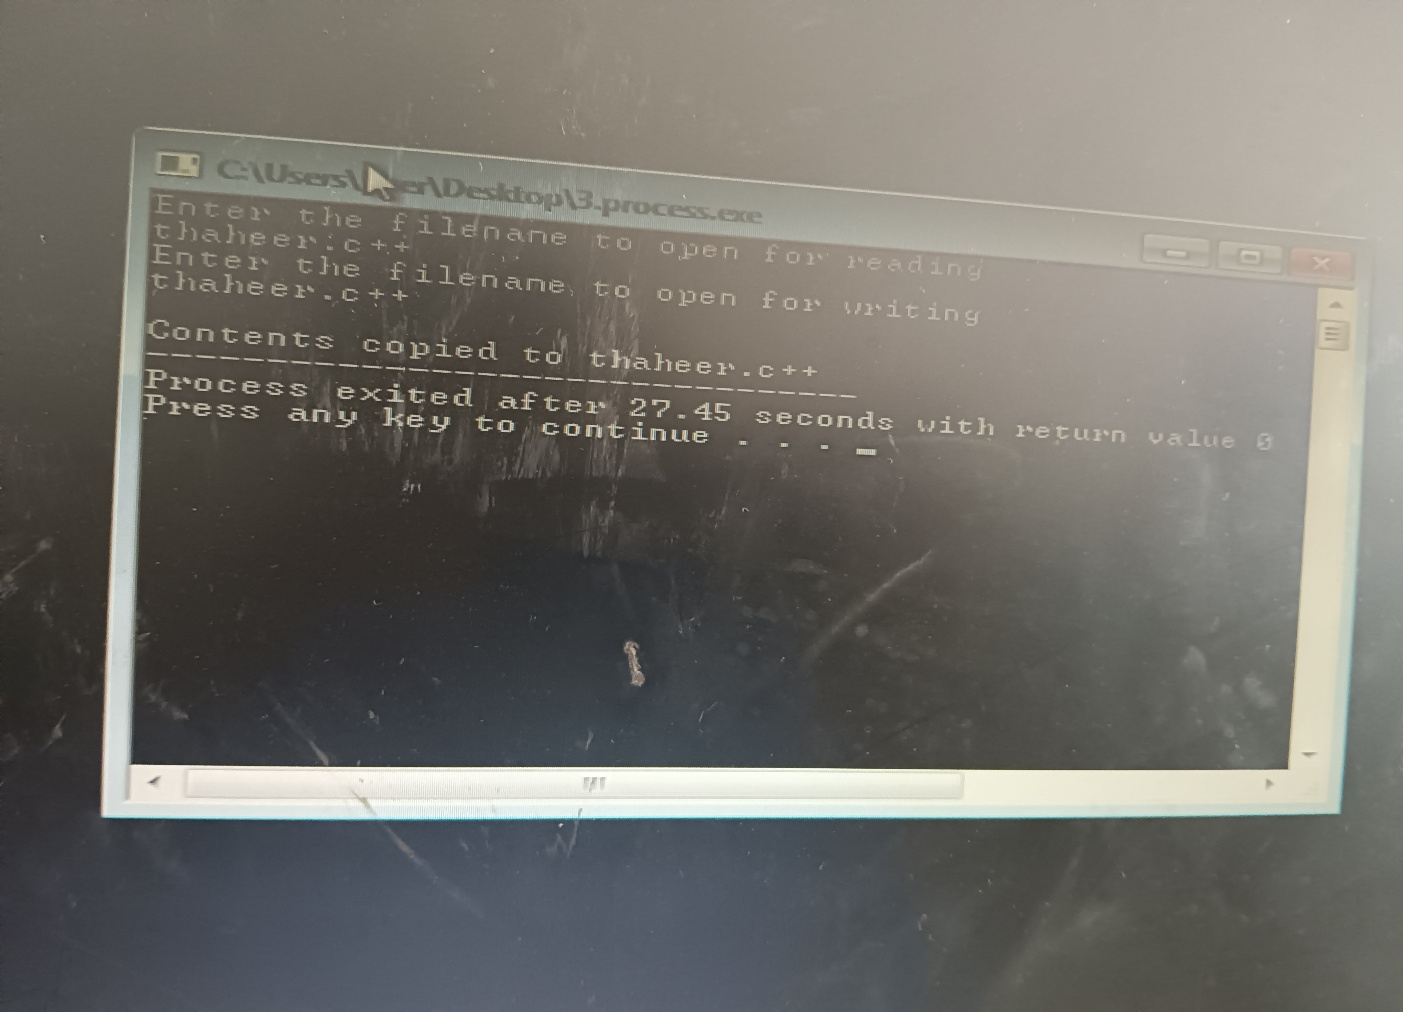 C:\Users\ er\Desktop\3.process.exe
Enter the filename to open for reading
thaheer.c++
Enter the filename to open for writing
thaheer.c++
Contents copied to thaheer.c++
--------------------------------
Process exited after 27.45 seconds with return value 0
Press any key to continue . . . _